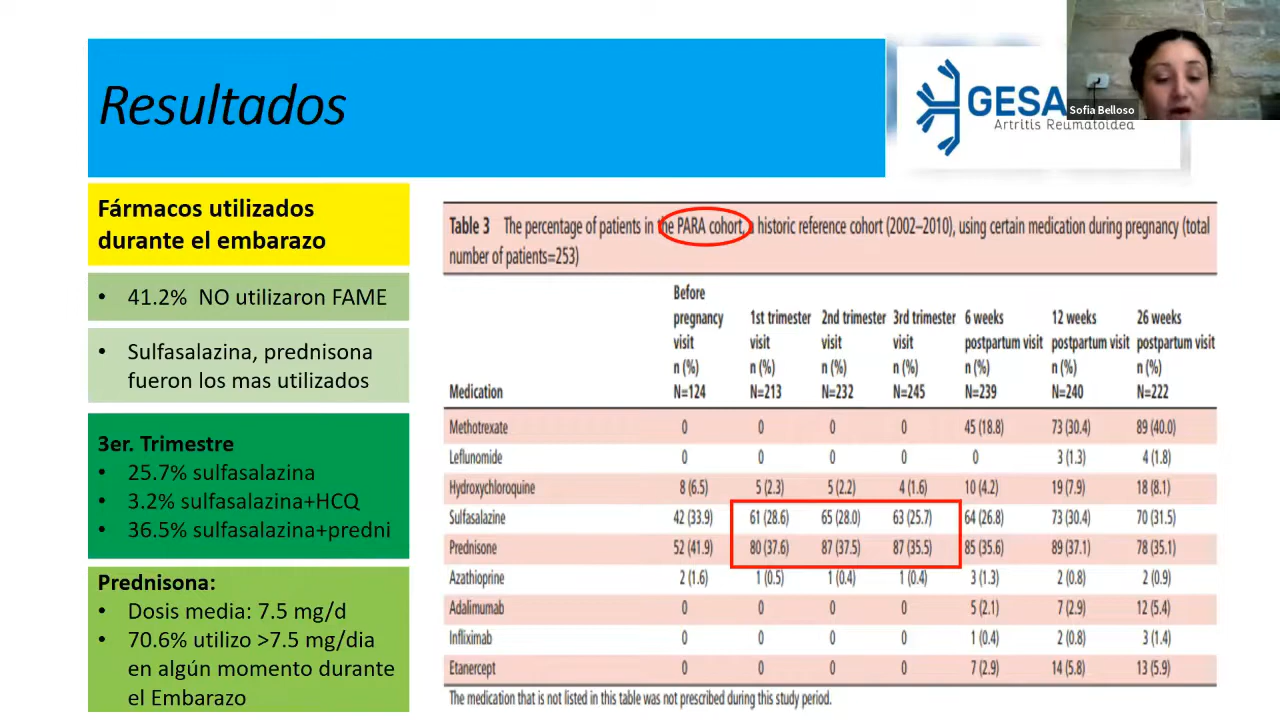 Resultados
GESA
Artritis Reumatoidea
Sofia Belloso
Fármacos utilizados
durante el embarazo
• 41.2% NO utilizaron FAME
• Sulfasalazina, prednisona
fueron los mas utilizados
3er. Trimestre
• 25.7% sulfasalazina
• 3.2% sulfasalazina+HCQ
• 36.5% sulfasalazina+predni
Prednisona:
• Dosis media: 7.5 mg/d
• 70.6% utilizo >7.5 mg/dia
en algún momento durante
el Embarazo
Table 3 The percentage of patients in the PARA cohort, a historic reference cohort (2002–2010), using certain medication during pregnancy (total
number of patients=253)
Medication Before pregnancy visit n (%) N=124 1st trimester visit n (%) N=213 2nd trimester visit n (%) N=232 3rd trimester visit n (%) N=245 6 weeks postpartum visit n (%) N=239 12 weeks postpartum visit n (%) N=240 26 weeks postpartum visit n (%) N=222
Methotrexate 0 0 0 0 45 (18.8) 73 (30.4) 89 (40.0)
Leflunomide 0 0 0 0 0 3 (1.3) 4 (1.8)
Hydroxychloroquine 8 (6.5) 5 (2.3) 5 (2.2) 4 (1.6) 10 (4.2) 19 (7.9) 18 (8.1)
Sulfasalazine 42 (33.9) 61 (28.6) 65 (28.0) 63 (25.7) 64 (26.8) 73 (30.4) 70 (31.5)
Prednisone 52 (41.9) 80 (37.6) 87 (37.5) 87 (35.5) 85 (35.6) 89 (37.1) 78 (35.1)
Azathioprine 2 (1.6) 1 (0.5) 1 (0.4) 1 (0.4) 3 (1.3) 2 (0.8) 2 (0.9)
Adalimumab 0 0 0 0 5 (2.1) 7 (2.9) 12 (5.4)
Infliximab 0 0 0 0 1 (0.4) 2 (0.8) 3 (1.4)
Etanercept 0 0 0 0 7 (2.9) 14 (5.8) 13 (5.9)
The medication that is not listed in this table was not prescribed during this study period.